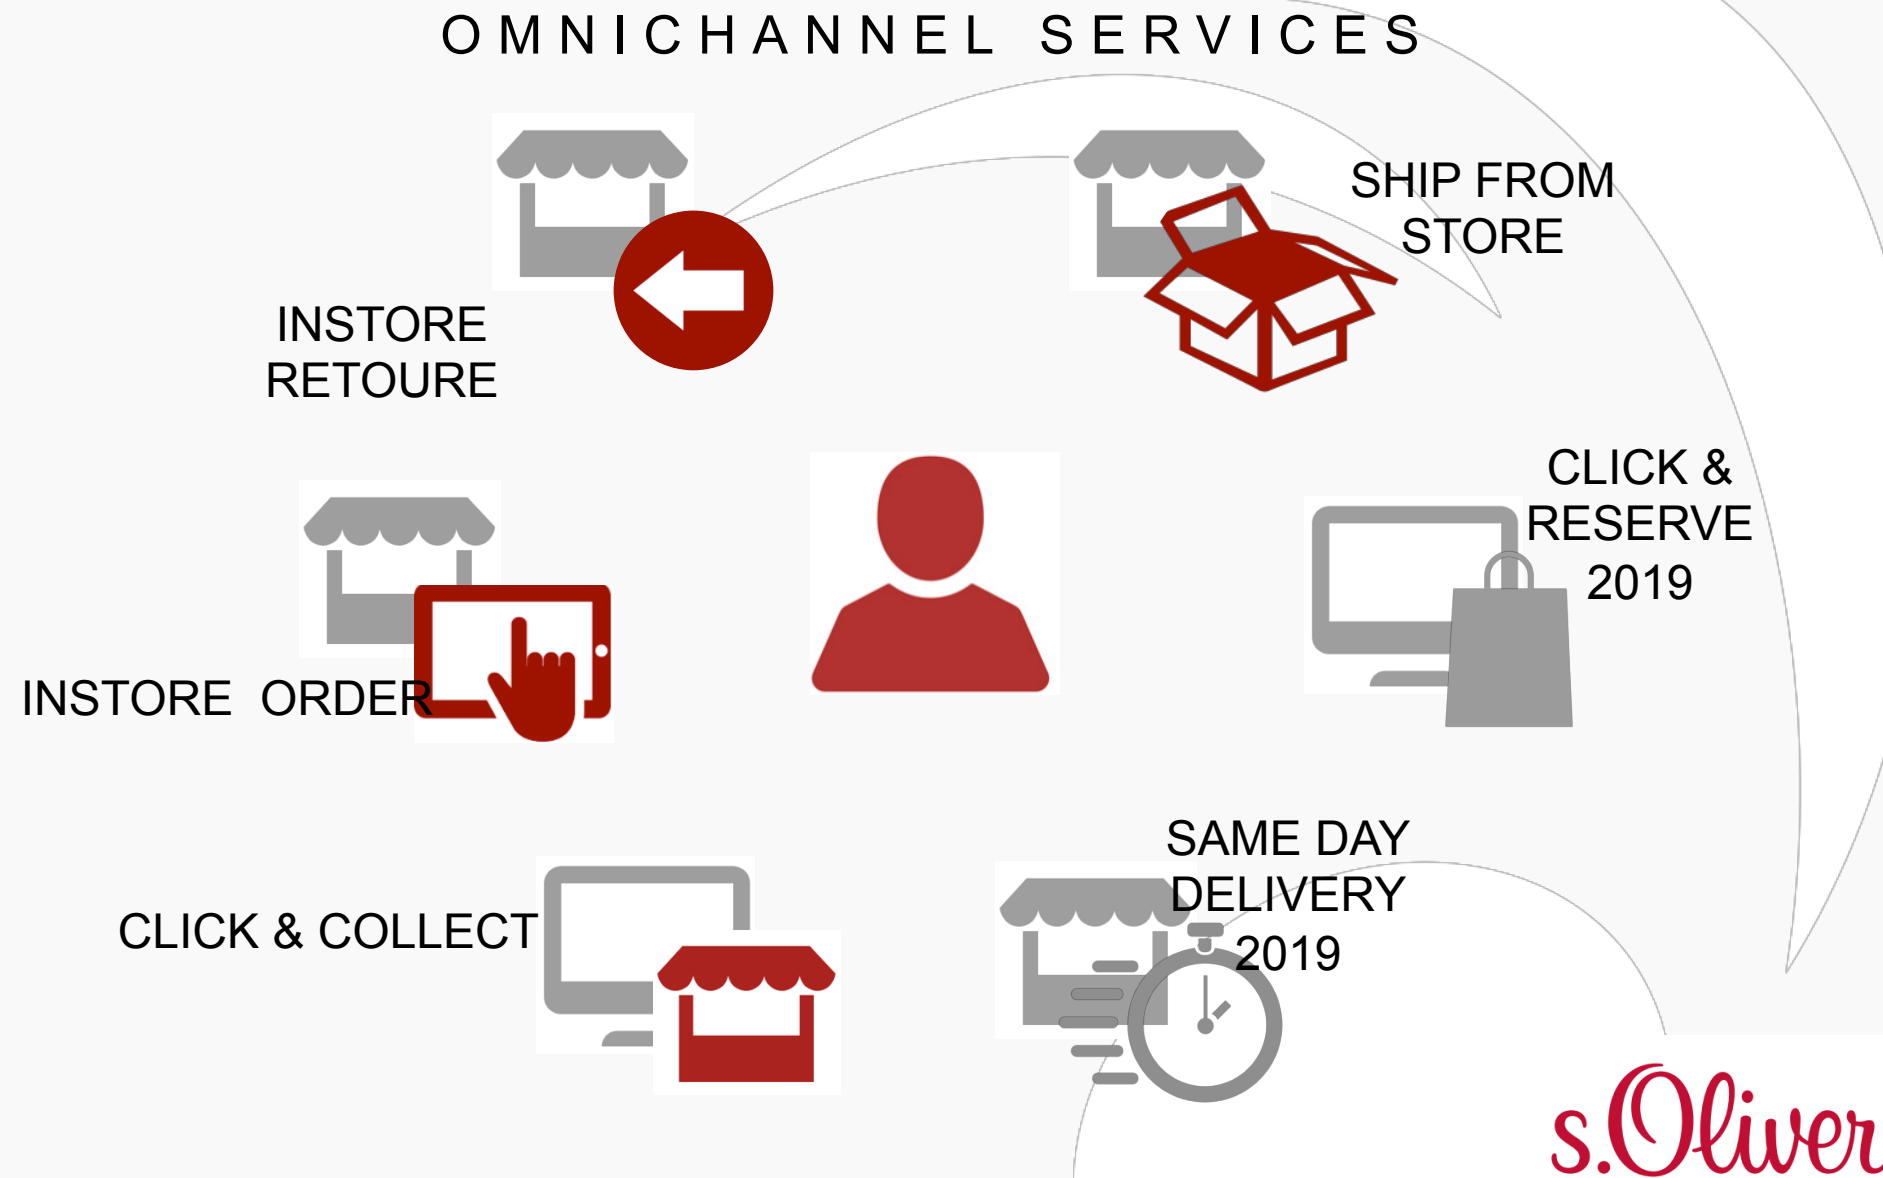 OMNICHANNEL SERVICES
SHIP FROM
STORE
INSTORE
RETOURE
CLICK &
RESERVE
2019
INSTORE ORDER
SAME DAY
DELIVERY
2019
CLICK & COLLECT
s.Oliver